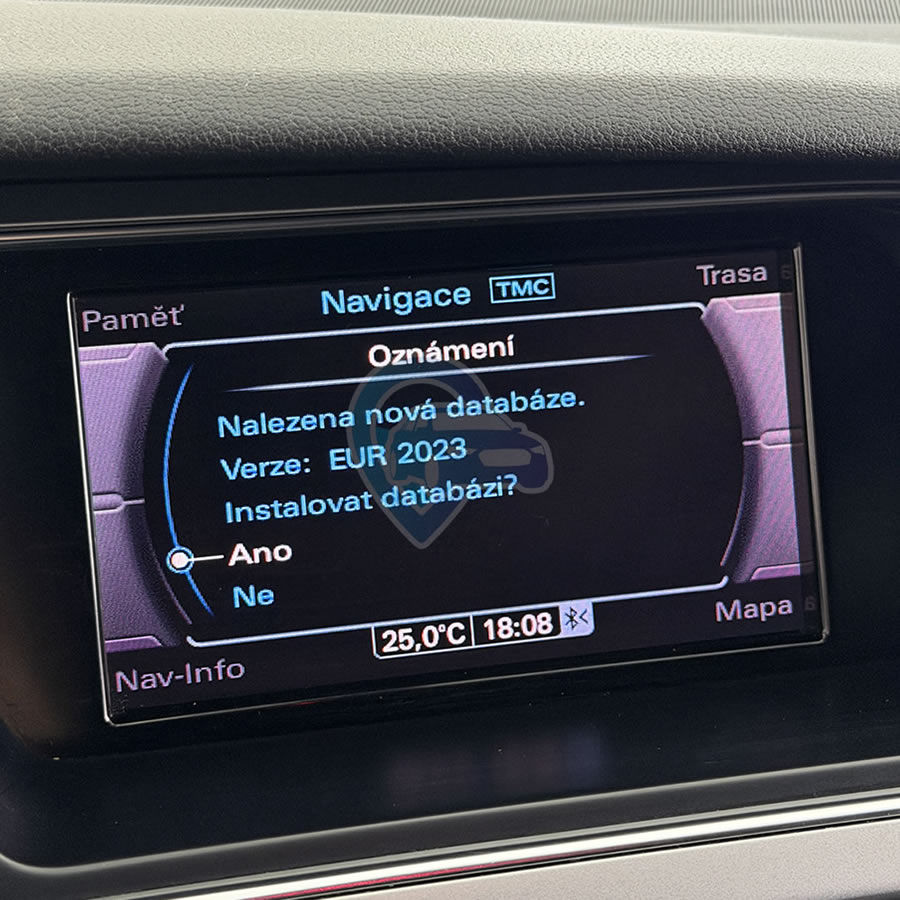 Navigace TMC
Trasa
Paměť
Oznámení
Nalezena nová databáze.
Verze: EUR 2023
Instalovat databázi?
Ano
Ne
25,0°C 18:08
Mapa
Nav-Info